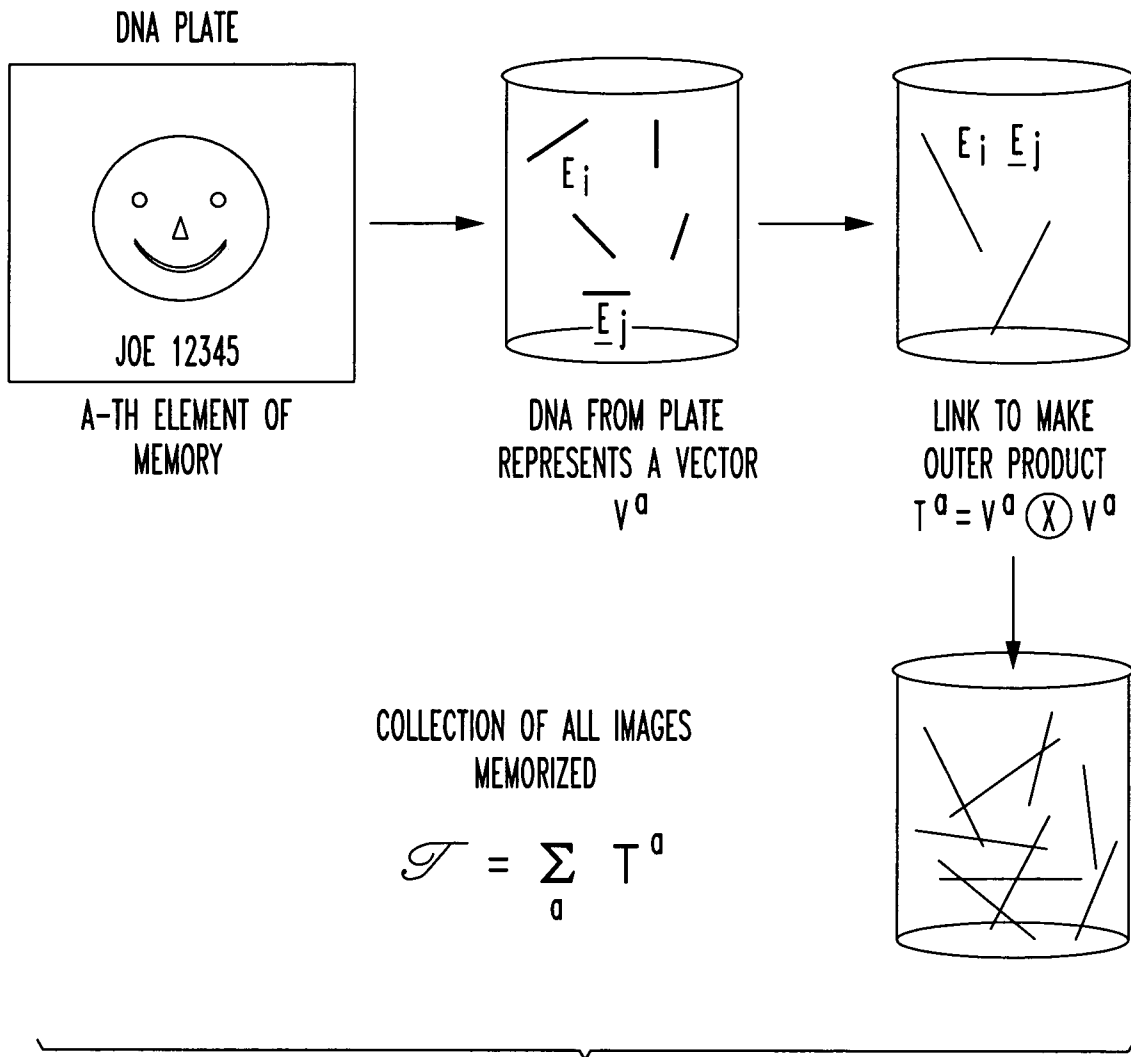 DNA PLATE
JOE 12345
A-TH ELEMENT OF
MEMORY
E i
E j
DNA FROM PLATE
REPRESENTS A VECTOR
V a
E i E j
LINK TO MAKE
OUTER PRODUCT
T a = V a Ⓧ V a
COLLECTION OF ALL IMAGES
MEMORIZED
𝒯 = Σ T a
a